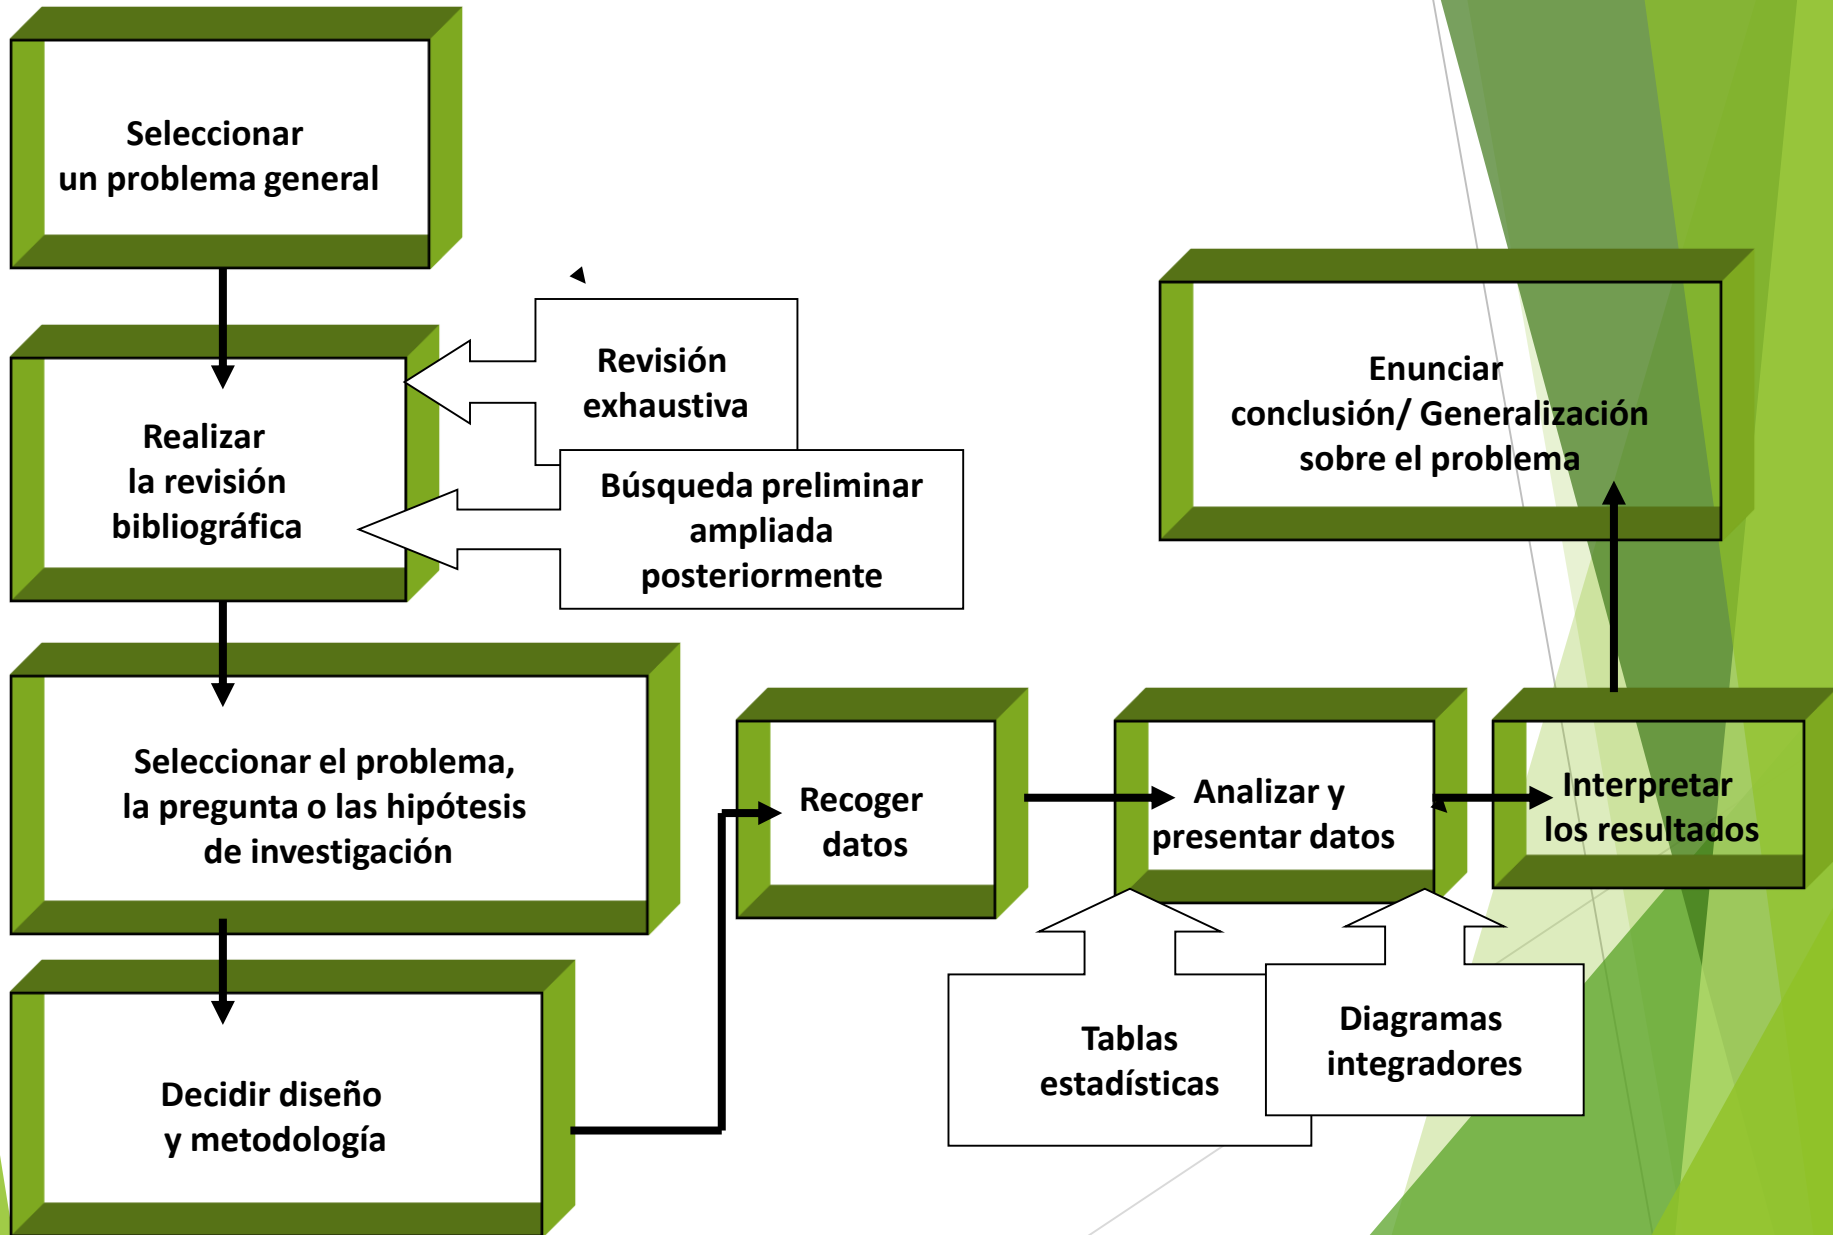 Seleccionar
un problema general
Realizar
la revisión
bibliográfica
Revisión
exhaustiva
Búsqueda preliminar
ampliada
posteriormente
Seleccionar el problema,
la pregunta o las hipótesis
de investigación
Decidir diseño
y metodología
Recoger
datos
Analizar y
presentar datos
Tablas
estadísticas
Diagramas
integradores
Interpretar
los resultados
Enunciar
conclusión/ Generalización
sobre el problema